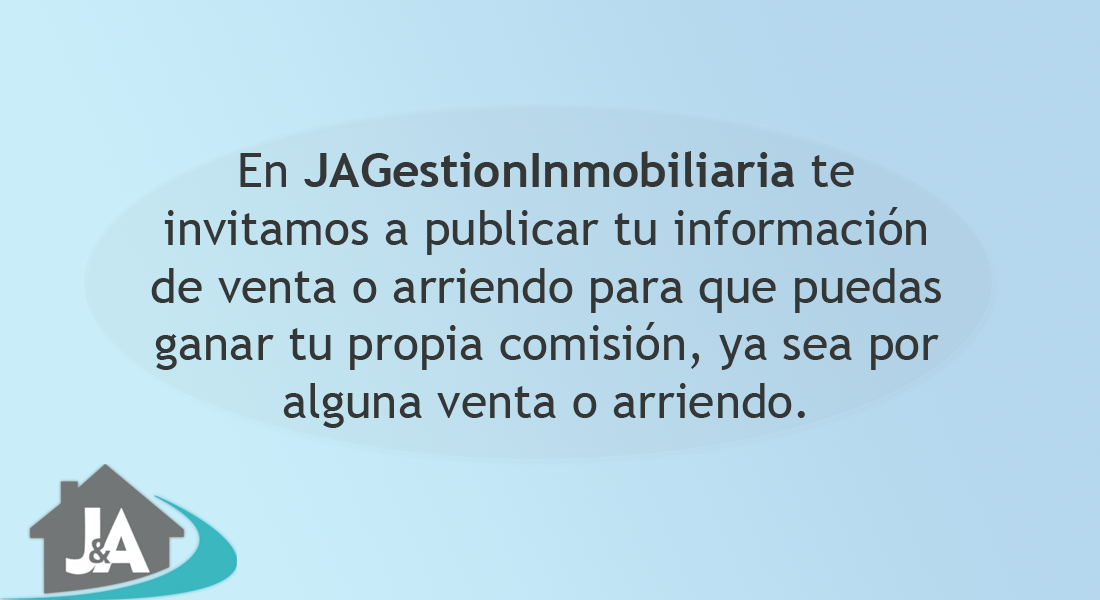 En JAGestionInmobiliaria te
invitamos a publicar tu información
de venta o arriendo para que puedas
ganar tu propia comisión, ya sea por
alguna venta o arriendo.
J&A